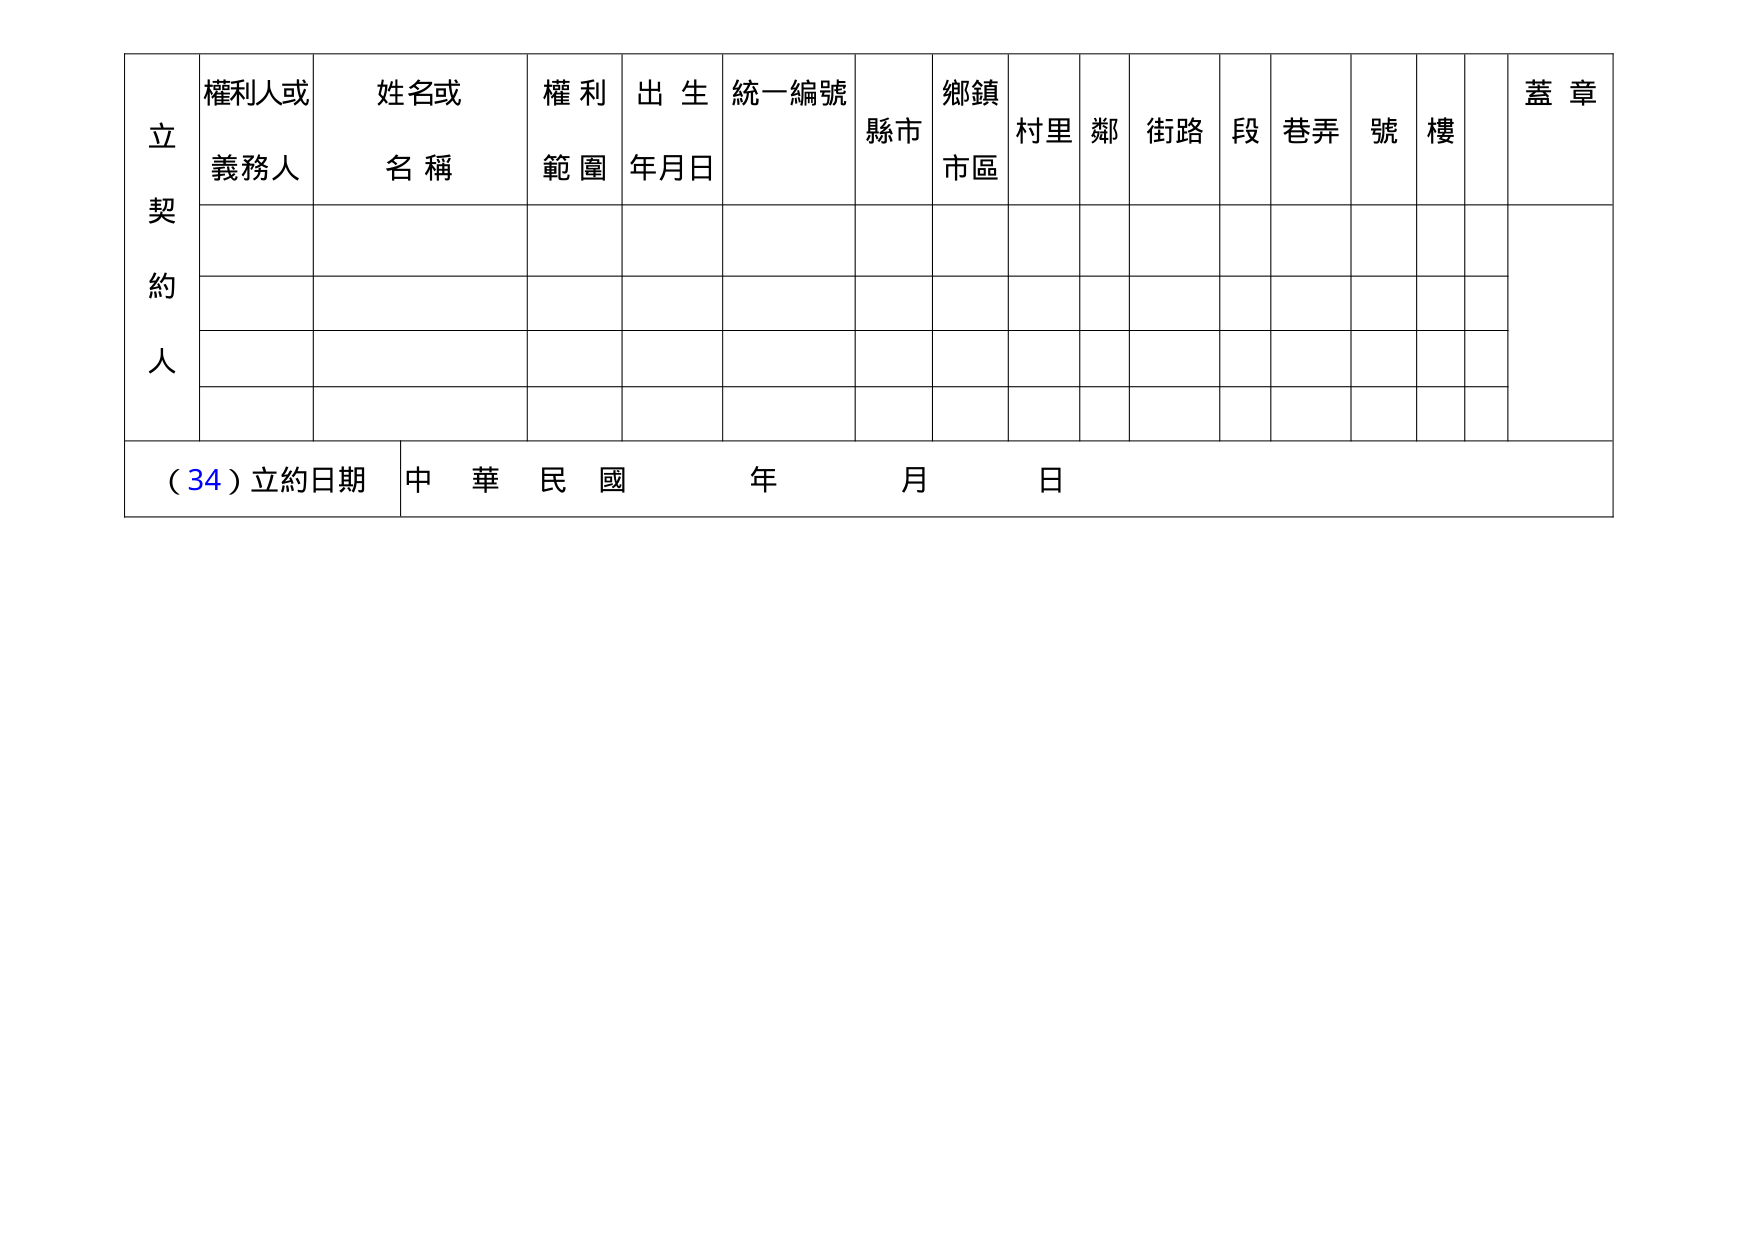 立
契
約
人
權利人或
義務人
姓名或
名 稱
權 利
範 圍
出 生
年月日
統一編號
縣市
鄉鎮
市區
村里
鄰
街路
段
巷弄
號
樓
蓋 章
(34)立約日期
中 華 民 國 年 月 日